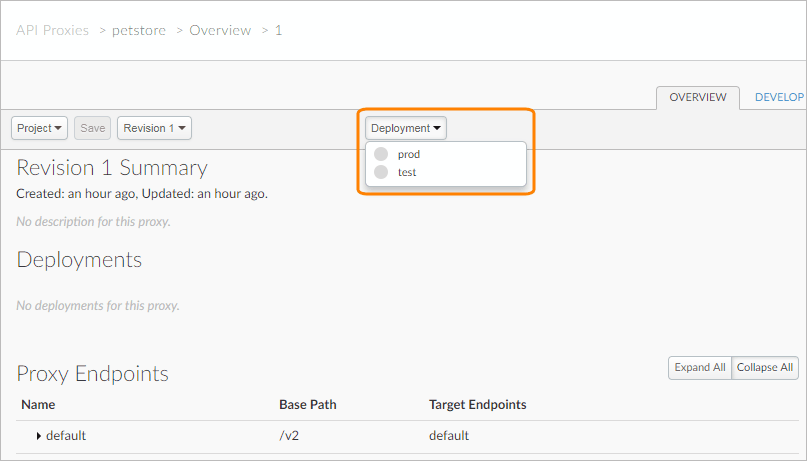 API Proxies > petstore > Overview > 1
OVERVIEW DEVELOP
Project Save Revision 1 Deployment
prod
test
Revision 1 Summary
Created: an hour ago, Updated: an hour ago.
No description for this proxy.
Deployments
No deployments for this proxy.
Proxy Endpoints Expand All Collapse All
Name Base Path Target Endpoints
default /v2 default